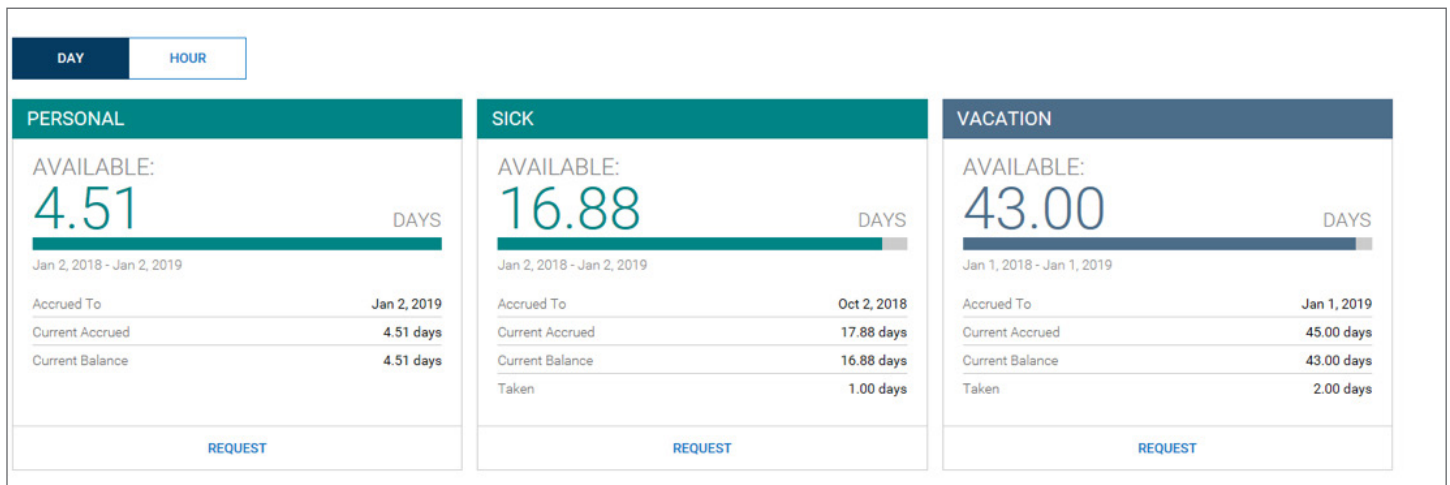 DAY HOUR
PERSONAL
AVAILABLE:
4.51 DAYS
Jan 2, 2018 - Jan 2, 2019
Accrued To Jan 2, 2019
Current Accrued 4.51 days
Current Balance 4.51 days
REQUEST
SICK
AVAILABLE:
16.88 DAYS
Jan 2, 2018 - Jan 2, 2019
Accrued To Oct 2, 2018
Current Accrued 17.88 days
Current Balance 16.88 days
Taken 1.00 days
REQUEST
VACATION
AVAILABLE:
43.00 DAYS
Jan 1, 2018 - Jan 1, 2019
Accrued To Jan 1, 2019
Current Accrued 45.00 days
Current Balance 43.00 days
Taken 2.00 days
REQUEST